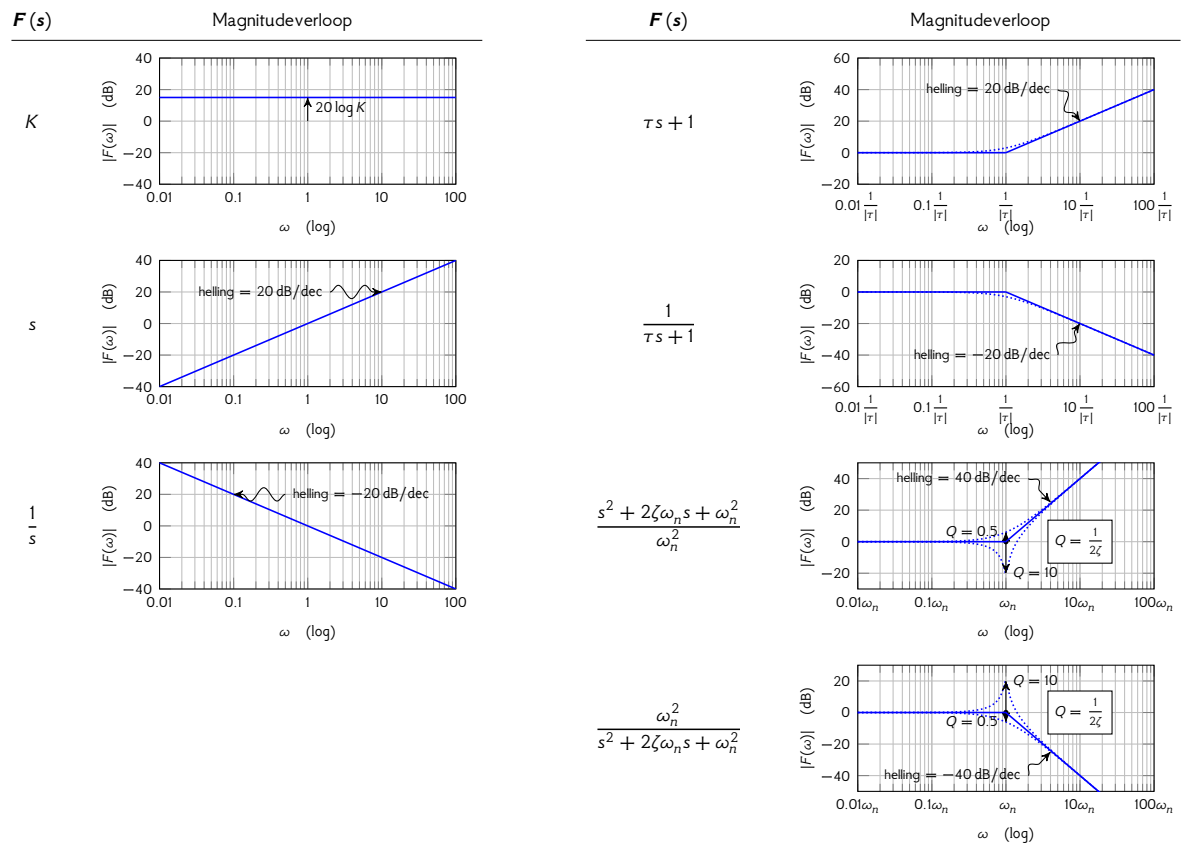 F(s) Magnitudeverloop
K
|F(ω)| (dB)
40
20
0
−20
−40
20 log K
0.01 0.1 1 10 100
ω (log)
s
|F(ω)| (dB)
40
20
0
−20
−40
helling = 20 dB/dec
0.01 0.1 1 10 100
ω (log)
1/s
|F(ω)| (dB)
40
20
0
−20
−40
helling = −20 dB/dec
0.01 0.1 1 10 100
ω (log)
F(s) Magnitudeverloop
τs + 1
|F(ω)| (dB)
60
40
20
0
−20
helling = 20 dB/dec
0.01 1/|τ| 0.1 1/|τ| 1/|τ| 10 1/|τ| 100 1/|τ|
ω (log)
1/(τs + 1)
|F(ω)| (dB)
20
0
−20
−40
−60
helling = −20 dB/dec
0.01 1/|τ| 0.1 1/|τ| 1/|τ| 10 1/|τ| 100 1/|τ|
ω (log)
(s² + 2ζωₙs + ωₙ²)/ωₙ²
|F(ω)| (dB)
40
20
0
−20
helling = 40 dB/dec
Q = 0.5
Q = 1/(2ζ)
Q = 10
0.01ωₙ 0.1ωₙ ωₙ 10ωₙ 100ωₙ
ω (log)
ωₙ²/(s² + 2ζωₙs + ωₙ²)
|F(ω)| (dB)
20
0
−20
−40
Q = 10
Q = 1/(2ζ)
Q = 0.5
helling = −40 dB/dec
0.01ωₙ 0.1ωₙ ωₙ 10ωₙ 100ωₙ
ω (log)